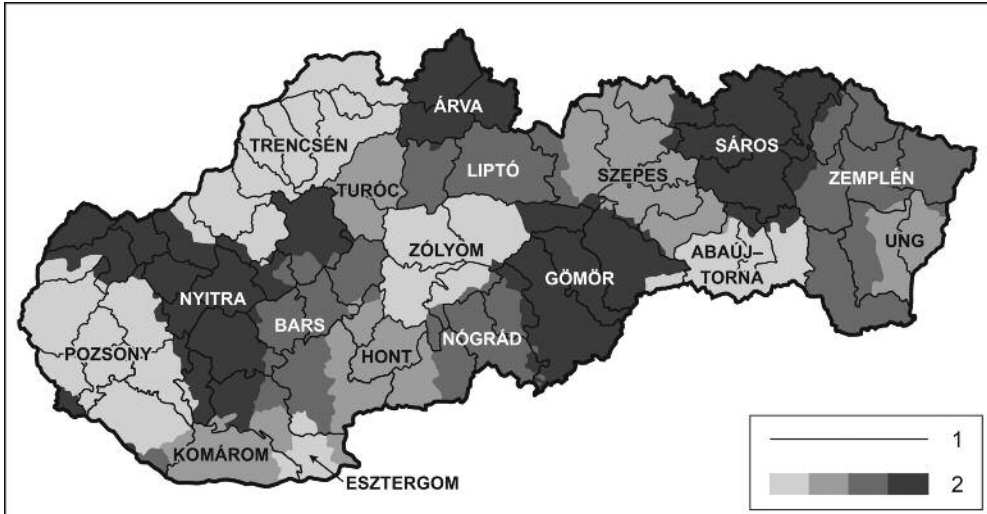 ÁRVA
TRENCSÉN
SÁROS
LIPTÓ
SZEPES
ZEMPLÉN
TURÓC
ZÓLYOM
UNG
ABAÚJ–
TORNA
GÖMÖR
NYITRA
BARS
NÓGRÁD
POZSONY
HONT
KOMÁROM
ESZTERGOM
1
2